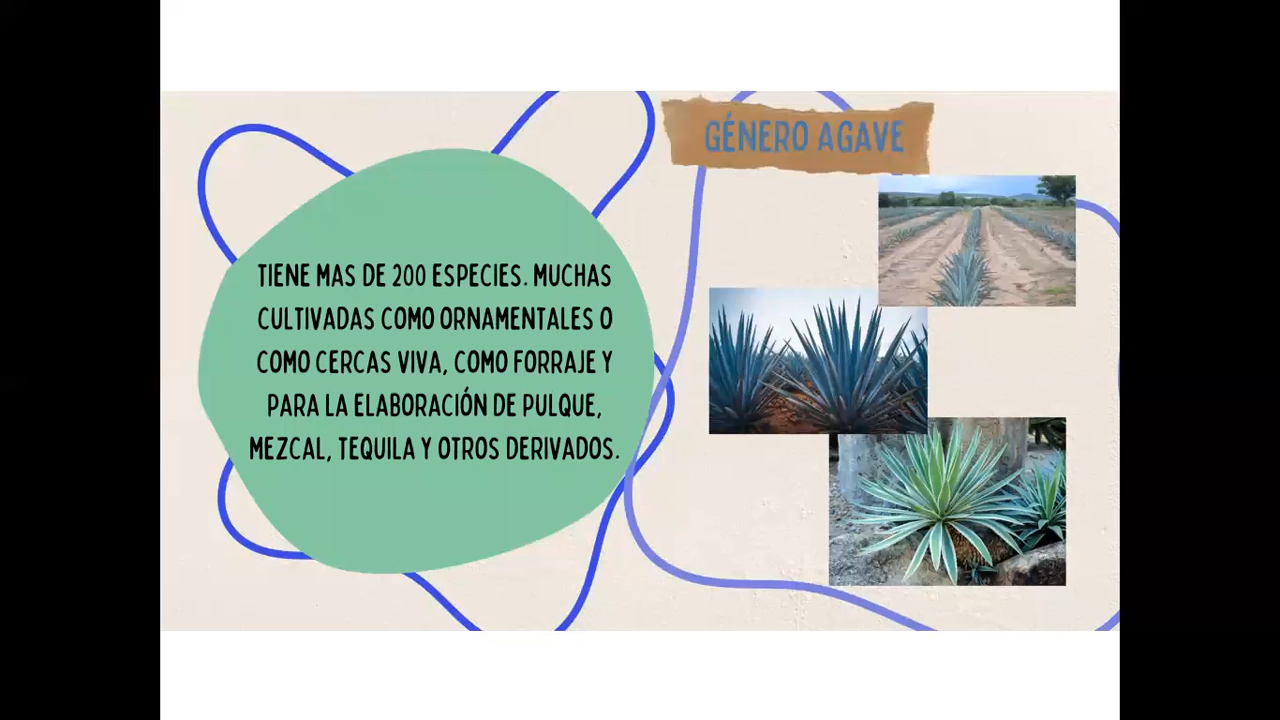 GÉNERO AGAVE
TIENE MAS DE 200 ESPECIES. MUCHAS
CULTIVADAS COMO ORNAMENTALES O
COMO CERCAS VIVA, COMO FORRAJE Y
PARA LA ELABORACIÓN DE PULQUE,
MEZCAL, TEQUILA Y OTROS DERIVADOS.